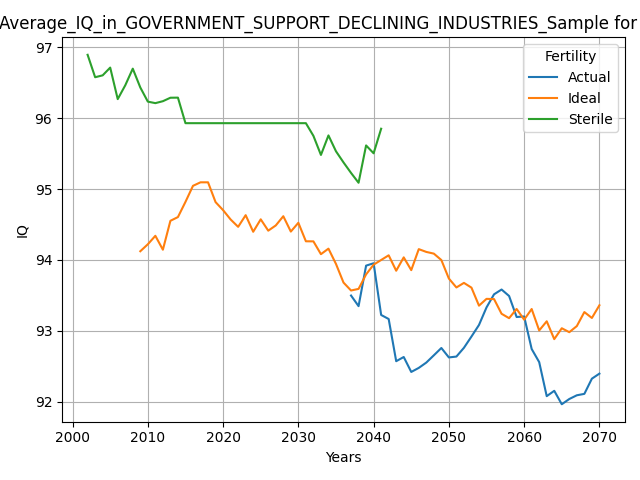 Average_IQ_in_GOVERNMENT_SUPPORT_DECLINING_INDUSTRIES_Sample for
97
96
95
94
93
92
IQ
Fertility
Actual
Ideal
Sterile
2000 2010 2020 2030 2040 2050 2060 2070
Years